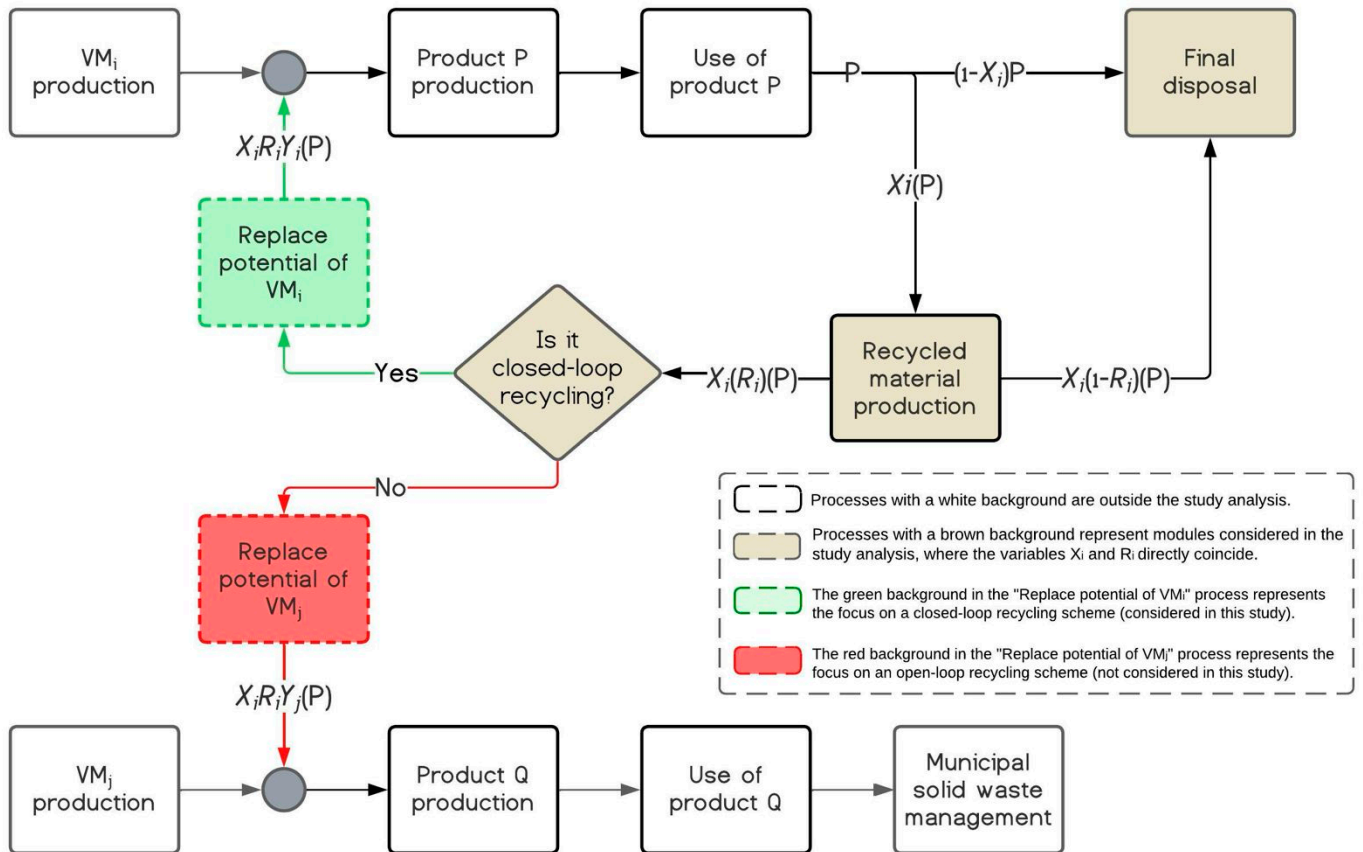 VMᵢ
production
Product P
production
Use of
product P
P
(1-Xᵢ)P
Final
disposal
XᵢRᵢYᵢ(P)
Xi(P)
Replace
potential of
VMᵢ
Is it
closed-loop
recycling?
Yes
Xᵢ(Rᵢ)(P)
Recycled
material
production
Xᵢ(1-Rᵢ)(P)
No
Replace
potential of
VMⱼ
Processes with a white background are outside the study analysis.
Processes with a brown background represent modules considered in the
study analysis, where the variables Xᵢ and Rᵢ directly coincide.
The green background in the "Replace potential of VMᵢ" process represents
the focus on a closed-loop recycling scheme (considered in this study).
The red background in the "Replace potential of VMⱼ" process represents the
focus on an open-loop recycling scheme (not considered in this study).
XᵢRᵢYⱼ(P)
VMⱼ
production
Product Q
production
Use of
product Q
Municipal
solid waste
management